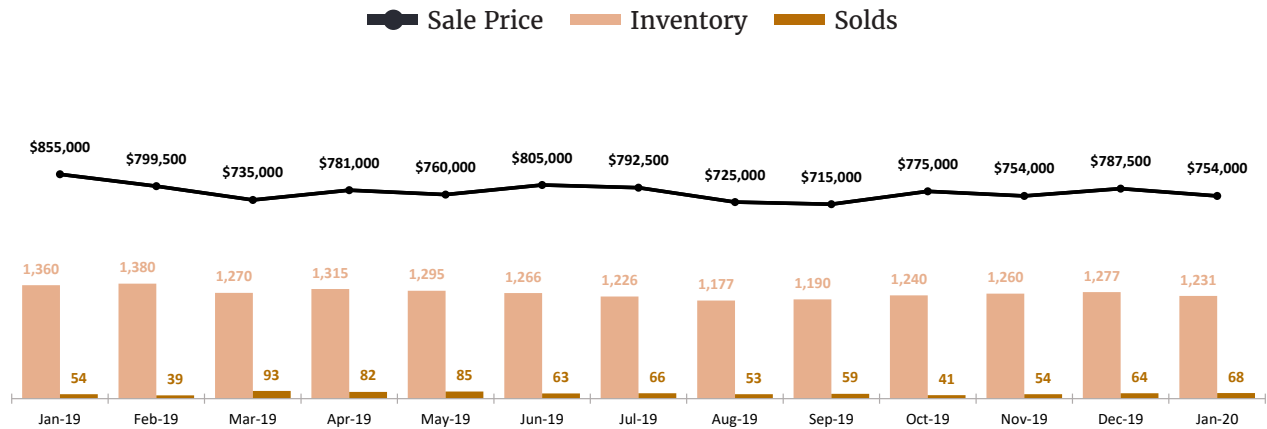 Sale Price Inventory Solds
$855,000 $799,500 $735,000 $781,000 $760,000 $805,000 $792,500 $725,000 $715,000 $775,000 $754,000 $787,500 $754,000
1,360 1,380 1,270 1,315 1,295 1,266 1,226 1,177 1,190 1,240 1,260 1,277 1,231
54 39 93 82 85 63 66 53 59 41 54 64 68
Jan-19 Feb-19 Mar-19 Apr-19 May-19 Jun-19 Jul-19 Aug-19 Sep-19 Oct-19 Nov-19 Dec-19 Jan-20